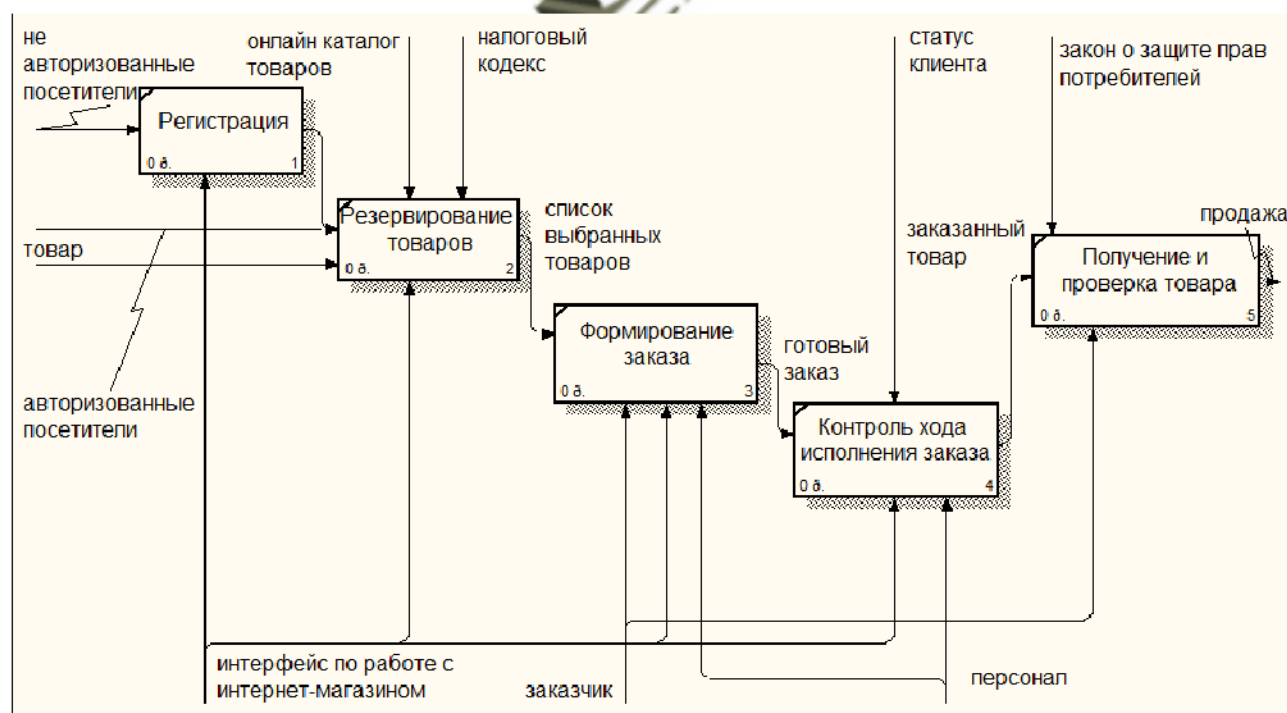 не
авторизованные
посетители
онлайн каталог
товаров
налоговый
кодекс
статус
клиента
закон о защите прав
потребителей
Регистрация
0 ð. 1
товар
Резервирование
товаров
0 ð. 2
список
выбранных
товаров
заказанный
товар
продажа
Получение и
проверка товара
0 ð. 5
Формирование
заказа
0 ð. 3
готовый
заказ
авторизованные
посетители
Контроль хода
исполнения заказа
0 ð. 4
интерфейс по работе с
интернет-магазином
заказчик
персонал